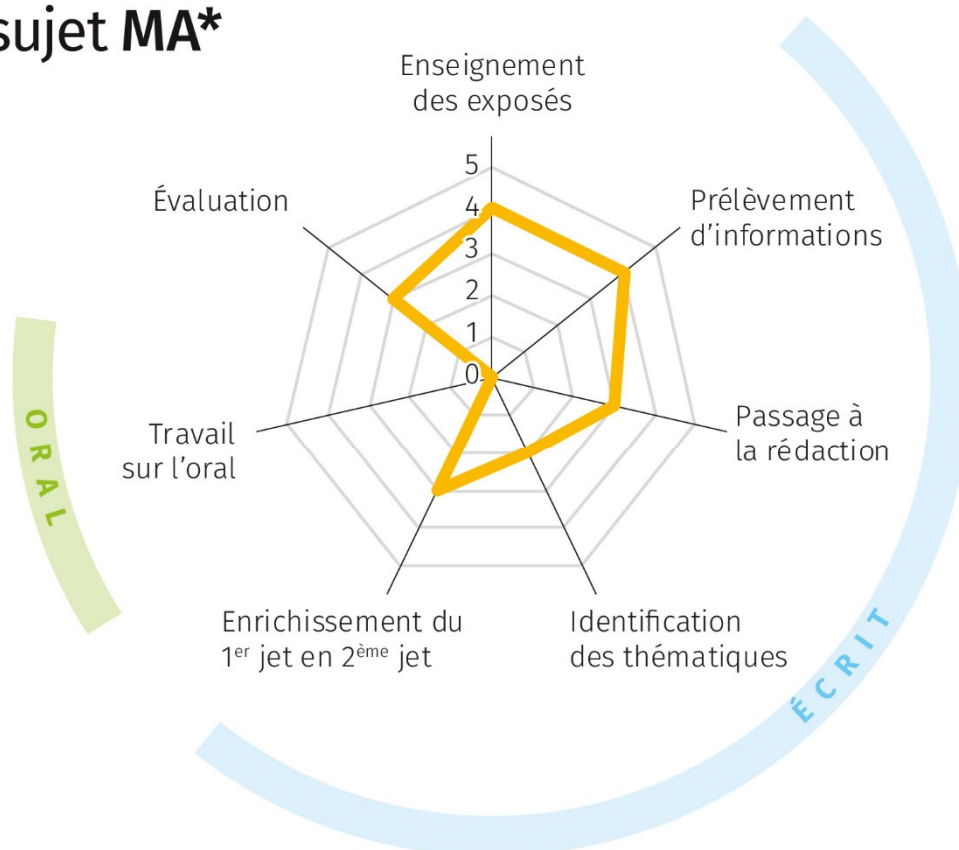 sujet MA*
Enseignement
des exposés
Évaluation
Prélèvement
d’informations
5
4
3
2
1
0
Travail
sur l’oral
Passage à
la rédaction
Enrichissement du
1er jet en 2ème jet
Identification
des thématiques
ORAL
ÉCRIT